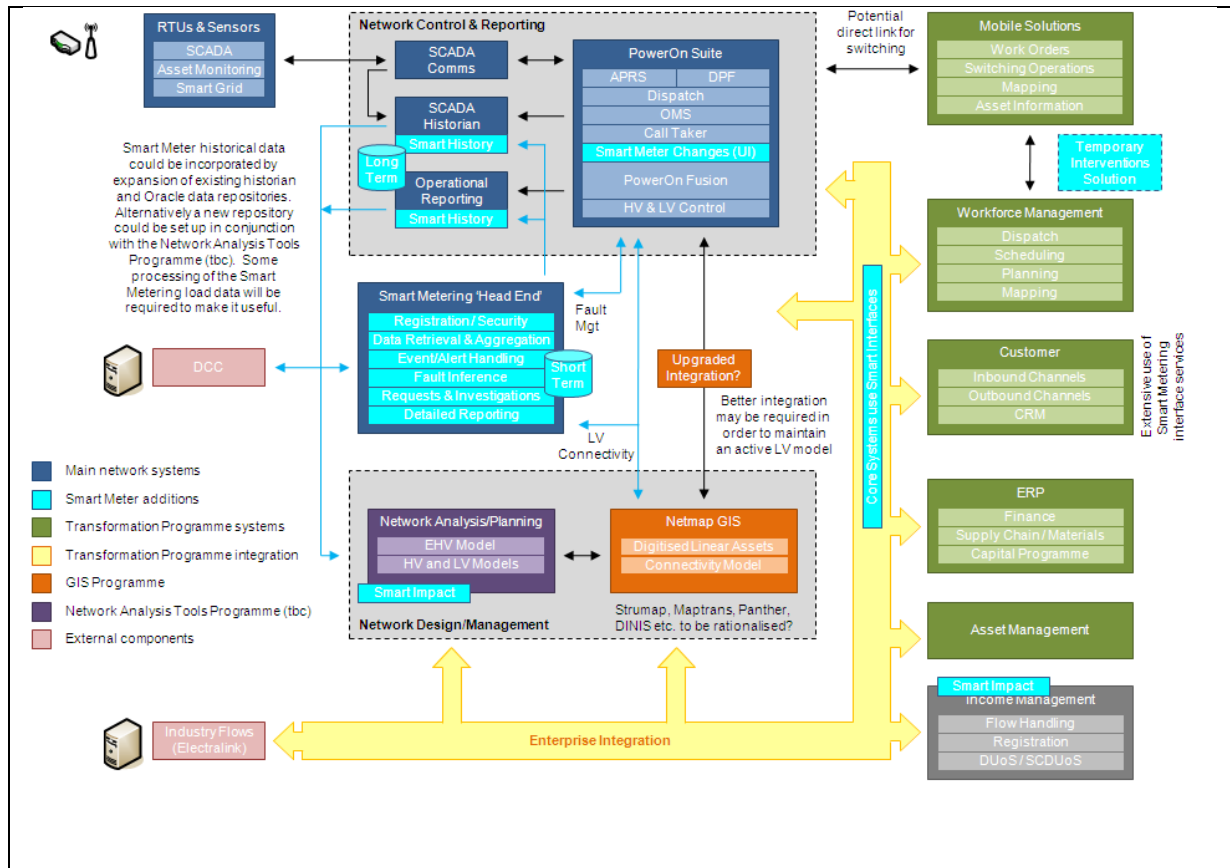 RTUs & Sensors
SCADA
Asset Monitoring
Smart Grid
Network Control & Reporting
SCADA
Comms
SCADA
Historian
Smart History
Long
Term
Operational
Reporting
Smart History
PowerOn Suite
APRS
DPF
Dispatch
OMS
Call Taker
Smart Meter Changes (UI)
PowerOn Fusion
HV & LV Control
Potential
direct link for
switching
Mobile Solutions
Work Orders
Switching Operations
Mapping
Asset Information
Temporary
Interventions
Solution
Workforce Management
Dispatch
Scheduling
Planning
Mapping
Smart Meter historical data
could be incorporated by
expansion of existing historian
and Oracle data repositories.
Alternatively a new repository
could be set up in conjunction
with the Network Analysis Tools
Programme (tbc).  Some
processing of the Smart
Metering load data will be
required to make it useful.
DCC
Smart Metering ‘Head End’
Registration / Security
Data Retrieval & Aggregation
Event/Alert Handling
Fault Inference
Requests & Investigations
Detailed Reporting
Short
Term
Fault
Mgt
LV
Connectivity
Upgraded
Integration?
Better integration
may be required in
order to maintain
an active LV model
Core Systems use Smart Interfaces
Customer
Inbound Channels
Outbound Channels
CRM
Extensive use of
Smart Metering
interface services
Main network systems
Smart Meter additions
Transformation Programme systems
Transformation Programme integration
GIS Programme
Network Analysis Tools Programme (tbc)
External components
Network Analysis/Planning
EHV Model
HV and LV Models
Smart Impact
Network Design/Management
Netmap GIS
Digitised Linear Assets
Connectivity Model
Strumap, Maptrans, Panther,
DINIS etc. to be rationalised?
ERP
Finance
Supply Chain / Materials
Capital Programme
Asset Management
Smart Impact
Income Management
Flow Handling
Registration
DUoS / SCDUoS
Industry Flows
(Electralink)
Enterprise Integration